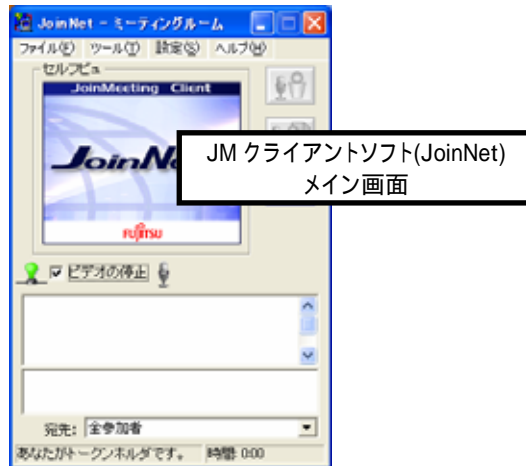 JoinNet - ミーティングルーム
ファイル(F) ツール(T) 設定(S) ヘルプ(H)
セルフビュ
JoinMeeting Client
JoinN
FUJITSU
JM クライアントソフト(JoinNet)
メイン画面
ビデオの停止
宛先: 全参加者
あなたがトークンホルダです。 時間: 0:00